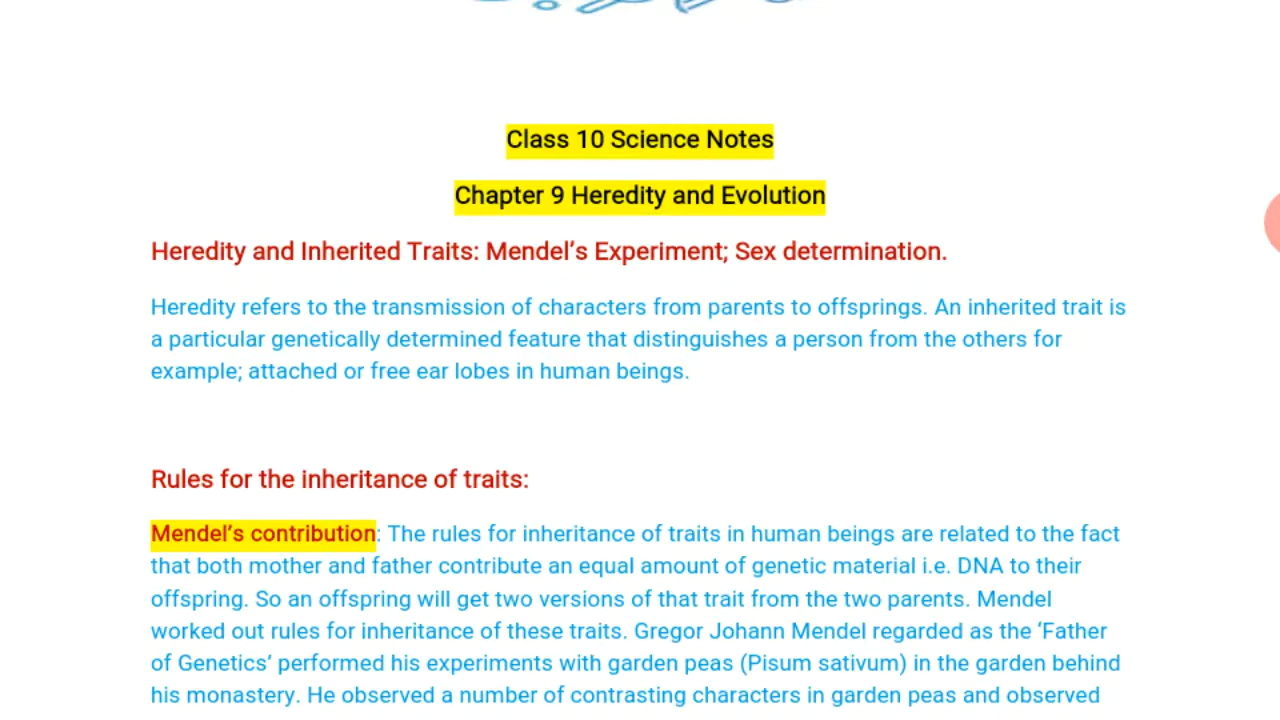 Class 10 Science Notes
Chapter 9 Heredity and Evolution
Heredity and Inherited Traits: Mendel’s Experiment; Sex determination.
Heredity refers to the transmission of characters from parents to offsprings. An inherited trait is
a particular genetically determined feature that distinguishes a person from the others for
example; attached or free ear lobes in human beings.
Rules for the inheritance of traits:
Mendel’s contribution: The rules for inheritance of traits in human beings are related to the fact
that both mother and father contribute an equal amount of genetic material i.e. DNA to their
offspring. So an offspring will get two versions of that trait from the two parents. Mendel
worked out rules for inheritance of these traits. Gregor Johann Mendel regarded as the ‘Father
of Genetics’ performed his experiments with garden peas (Pisum sativum) in the garden behind
his monastery. He observed a number of contrasting characters in garden peas and observed